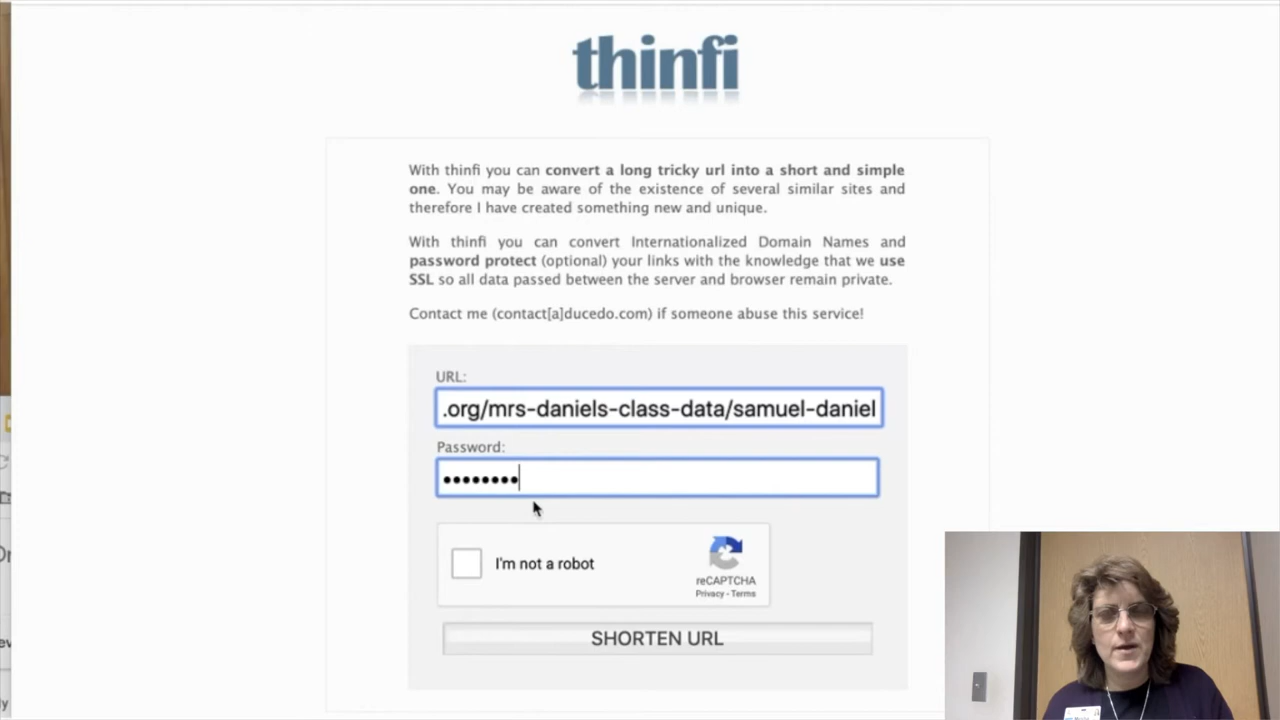 thinfi
With thinfi you can convert a long tricky url into a short and simple
one. You may be aware of the existence of several similar sites and
therefore I have created something new and unique.
With thinfi you can convert Internationalized Domain Names and
password protect (optional) your links with the knowledge that we use
SSL so all data passed between the server and browser remain private.
Contact me (contact[a]ducedo.com) if someone abuse this service!
URL:
.org/mrs-daniels-class-data/samuel-daniel
Password:
••••••••
I'm not a robot
reCAPTCHA
Privacy - Terms
SHORTEN URL